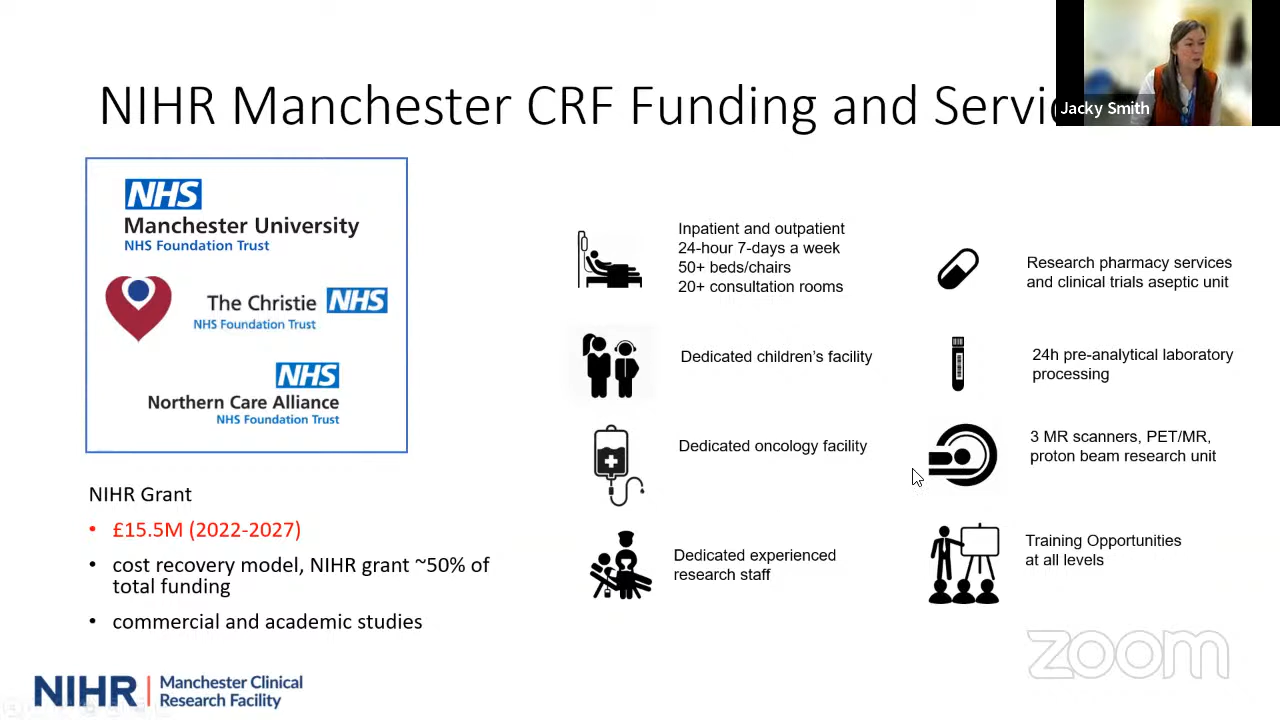 NIHR Manchester CRF Funding and Servi
Jacky Smith
NHS
Manchester University
NHS Foundation Trust
The Christie NHS
NHS Foundation Trust
NHS
Northern Care Alliance
NHS Foundation Trust
NIHR Grant
• £15.5M (2022-2027)
• cost recovery model, NIHR grant ~50% of
total funding
• commercial and academic studies
Inpatient and outpatient
24-hour 7-days a week
50+ beds/chairs
20+ consultation rooms
Dedicated children’s facility
Dedicated oncology facility
Dedicated experienced
research staff
Research pharmacy services
and clinical trials aseptic unit
24h pre-analytical laboratory
processing
3 MR scanners, PET/MR,
proton beam research unit
Training Opportunities
at all levels
zoom
NIHR | Manchester Clinical
Research Facility